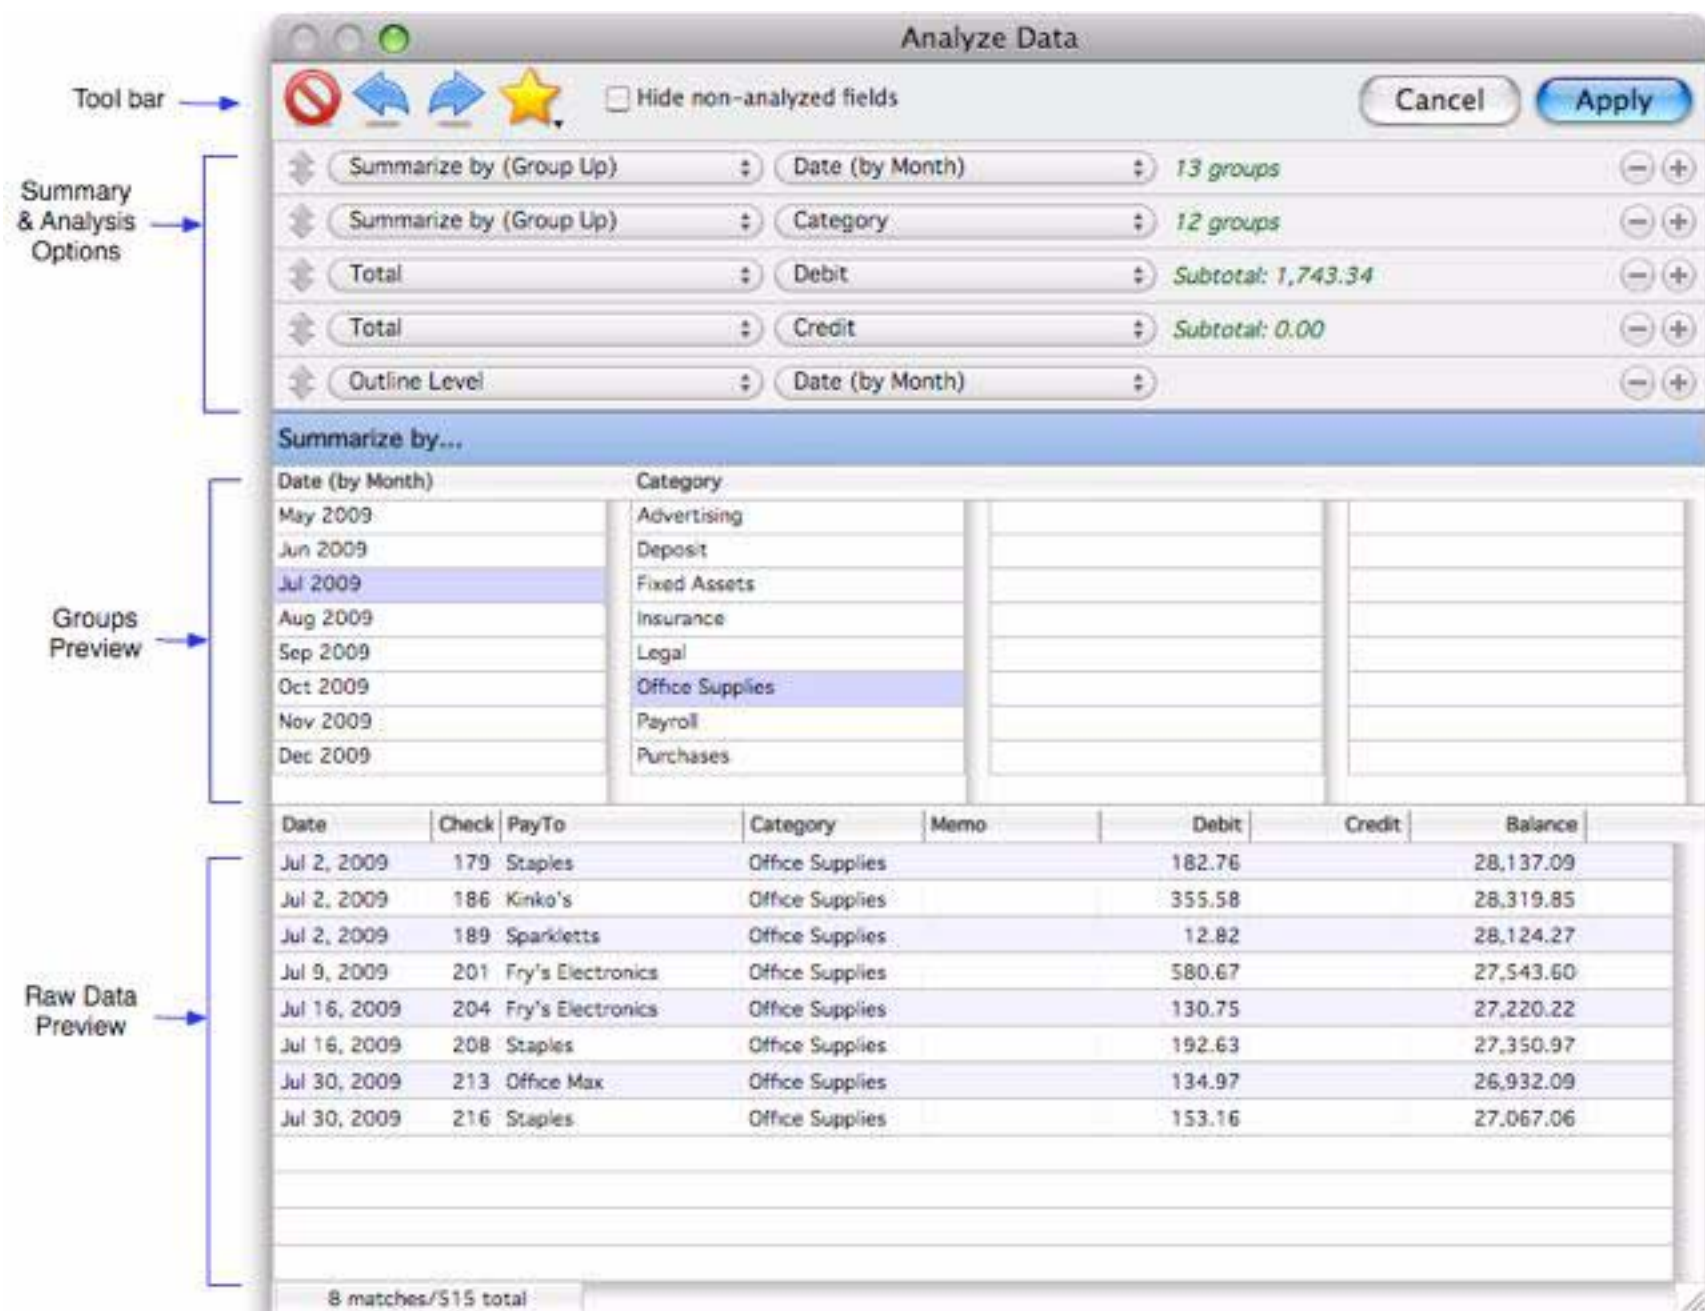 Analyze Data
Tool bar
Hide non-analyzed fields
Cancel
Apply
Summary
& Analysis
Options
Summarize by (Group Up) Date (by Month) 13 groups
Summarize by (Group Up) Category 12 groups
Total Debit Subtotal: 1,743.34
Total Credit Subtotal: 0.00
Outline Level Date (by Month)
Summarize by...
Groups
Preview
Date (by Month) Category
May 2009 Advertising
Jun 2009 Deposit
Jul 2009 Fixed Assets
Aug 2009 Insurance
Sep 2009 Legal
Oct 2009 Office Supplies
Nov 2009 Payroll
Dec 2009 Purchases
Raw Data
Preview
Date Check PayTo Category Memo Debit Credit Balance
Jul 2, 2009 179 Staples Office Supplies 182.76 28,137.09
Jul 2, 2009 186 Kinko's Office Supplies 355.58 28,319.85
Jul 2, 2009 189 Sparkletts Office Supplies 12.82 28,124.27
Jul 9, 2009 201 Fry's Electronics Office Supplies 580.67 27,543.60
Jul 16, 2009 204 Fry's Electronics Office Supplies 130.75 27,220.22
Jul 16, 2009 208 Staples Office Supplies 192.63 27,350.97
Jul 30, 2009 213 Office Max Office Supplies 134.97 26,932.09
Jul 30, 2009 216 Staples Office Supplies 153.16 27,067.06
8 matches/515 total